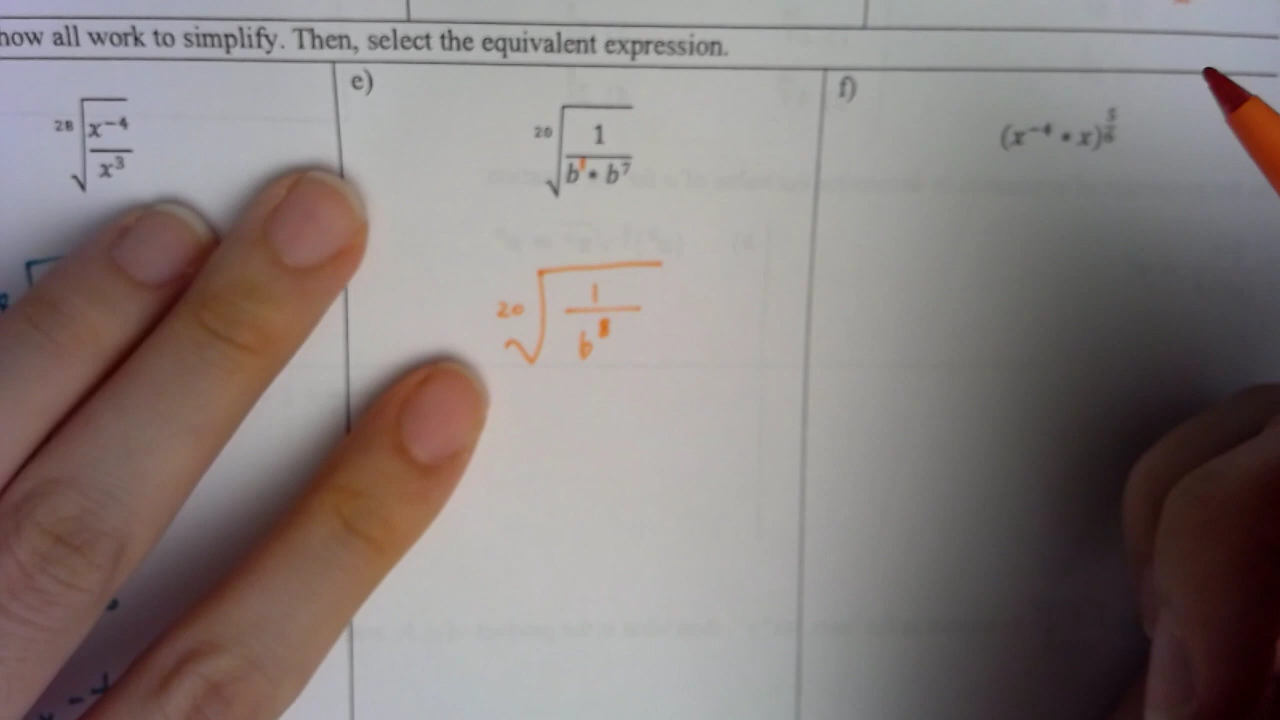 how all work to simplify. Then, select the equivalent expression.
e)
f)
28√(x⁻⁴/x³)
20√(1/(b¹ • b⁷))
(x⁻⁴ • x)^(5/6)
20√(1/b⁸)